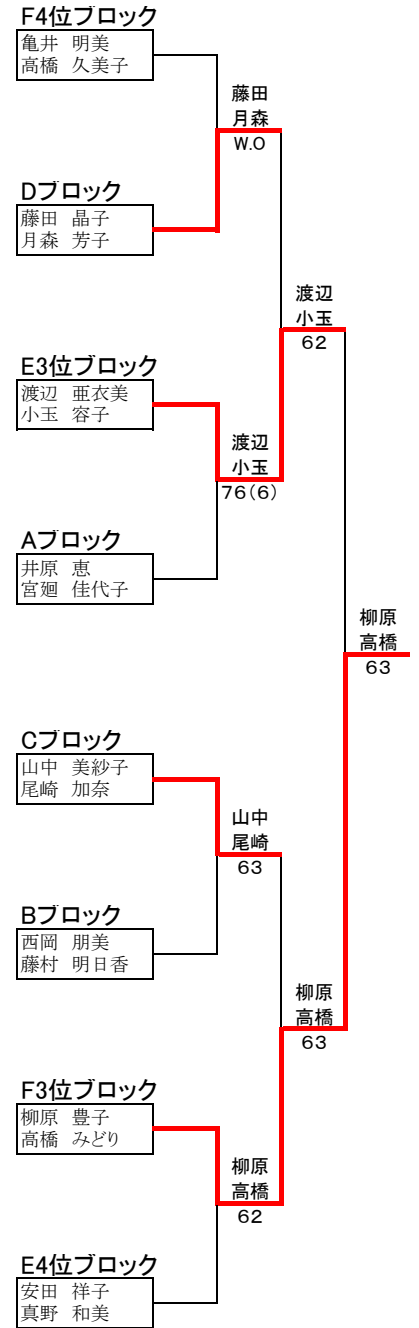 F4位ブロック
亀井 明美
高橋 久美子
藤田
月森
W.O
Dブロック
藤田 晶子
月森 芳子
渡辺
小玉
62
E3位ブロック
渡辺 亜衣美
小玉 容子
渡辺
小玉
76(6)
Aブロック
井原 恵
宮廻 佳代子
柳原
高橋
63
Cブロック
山中 美紗子
尾崎 加奈
山中
尾崎
63
Bブロック
西岡 朋美
藤村 明日香
柳原
高橋
63
F3位ブロック
柳原 豊子
高橋 みどり
柳原
高橋
62
E4位ブロック
安田 祥子
真野 和美